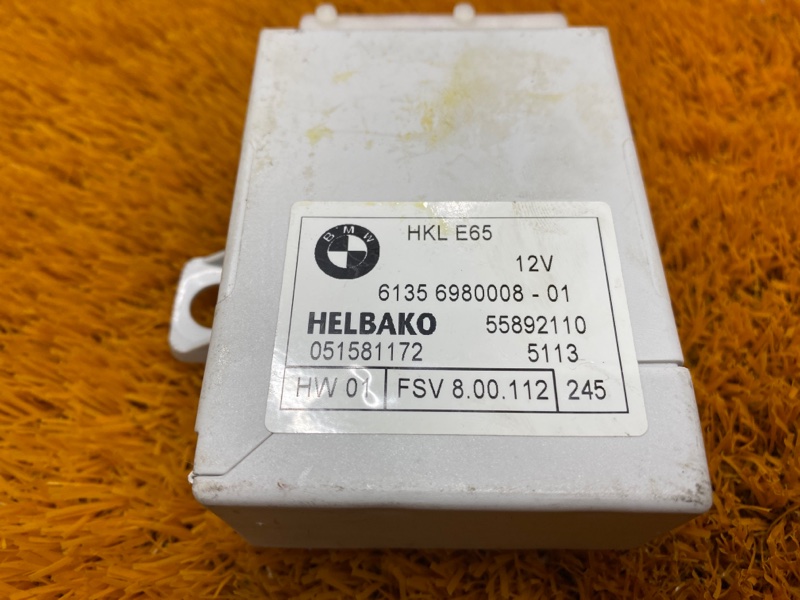 BMW
HKL E65
12V
6135 6980008 - 01
HELBAKO 55892110
051581172 5113
HW 01 FSV 8.00.112 245